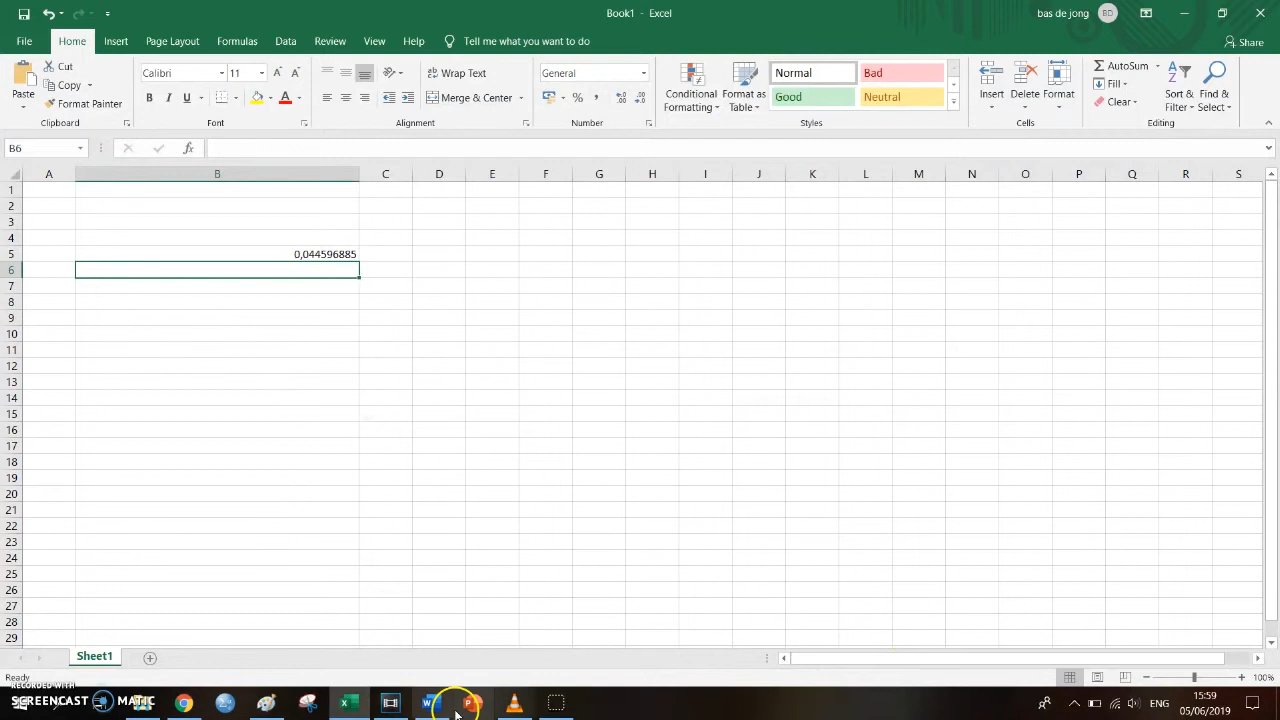 Book1 - Excel
bas de jong
BD
File
Home
Insert
Page Layout
Formulas
Data
Review
View
Help
Tell me what you want to do
Share
Paste
Cut
Copy
Format Painter
Clipboard
Calibri
11
B
I
U
Font
Wrap Text
Merge & Center
Alignment
General
Number
Conditional
Formatting
Format as
Table
Normal
Bad
Good
Neutral
Styles
Insert
Delete
Format
Cells
AutoSum
Fill
Clear
Sort &
Filter
Find &
Select
Editing
B6
fx
A B C D E F G H I J K L M N O P Q R S
1
2
3
4
5 0,044596885
6
7
8
9
10
11
12
13
14
15
16
17
18
19
20
21
22
23
24
25
26
27
28
29
Sheet1
Ready
100%
RECORDED WITH
SCREENCAST MATIC
ENG
15:59
05/06/2019